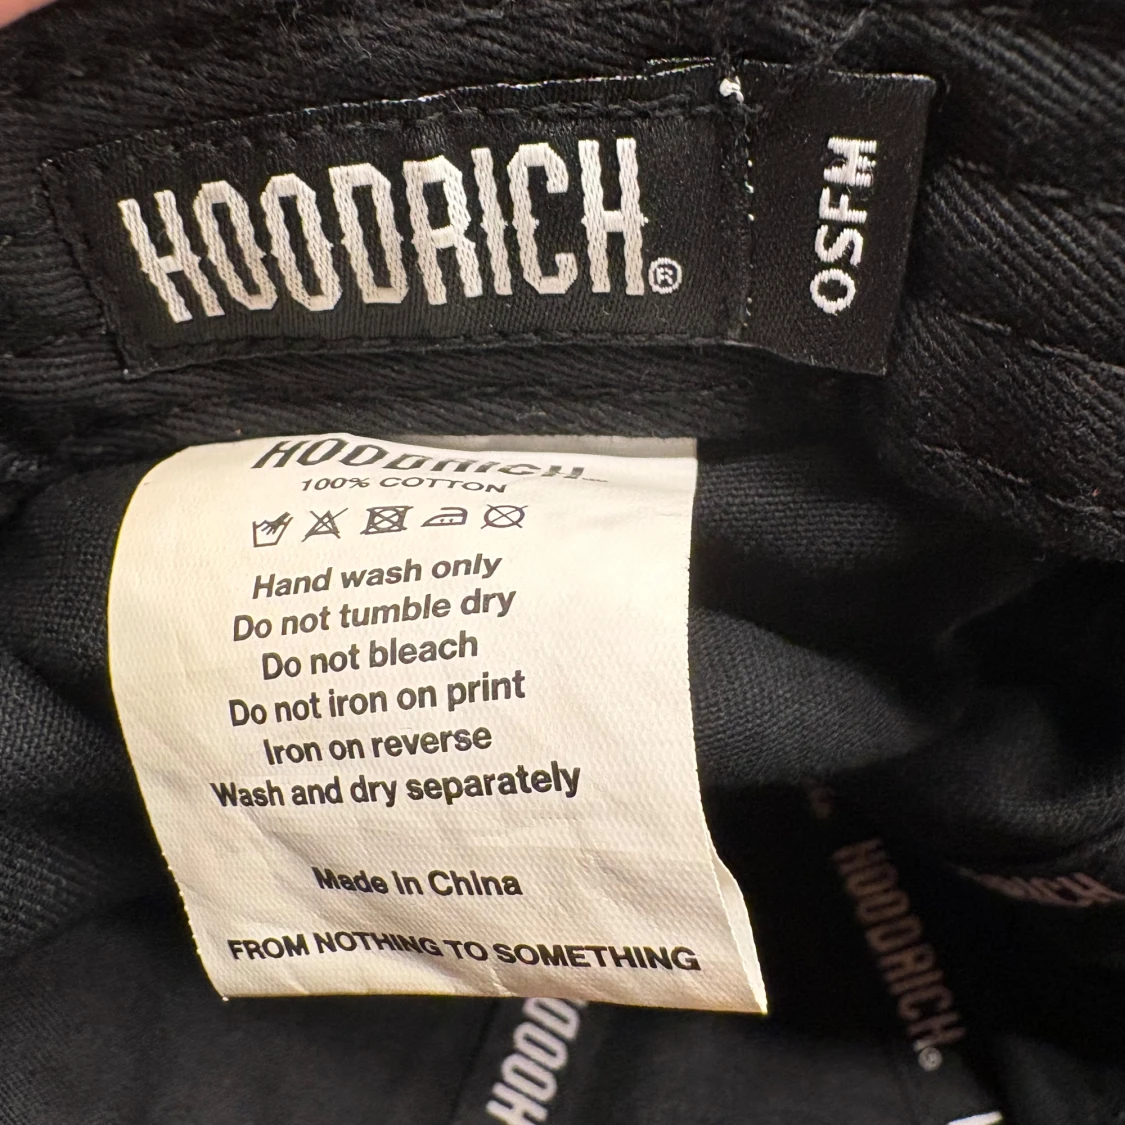 HOODRICH®
OSFM
HOODRICH
100% COTTON
Hand wash only
Do not tumble dry
Do not bleach
Do not iron on print
Iron on reverse
Wash and dry separately
Made In China
FROM NOTHING TO SOMETHING
HOODRICH®
HOOD